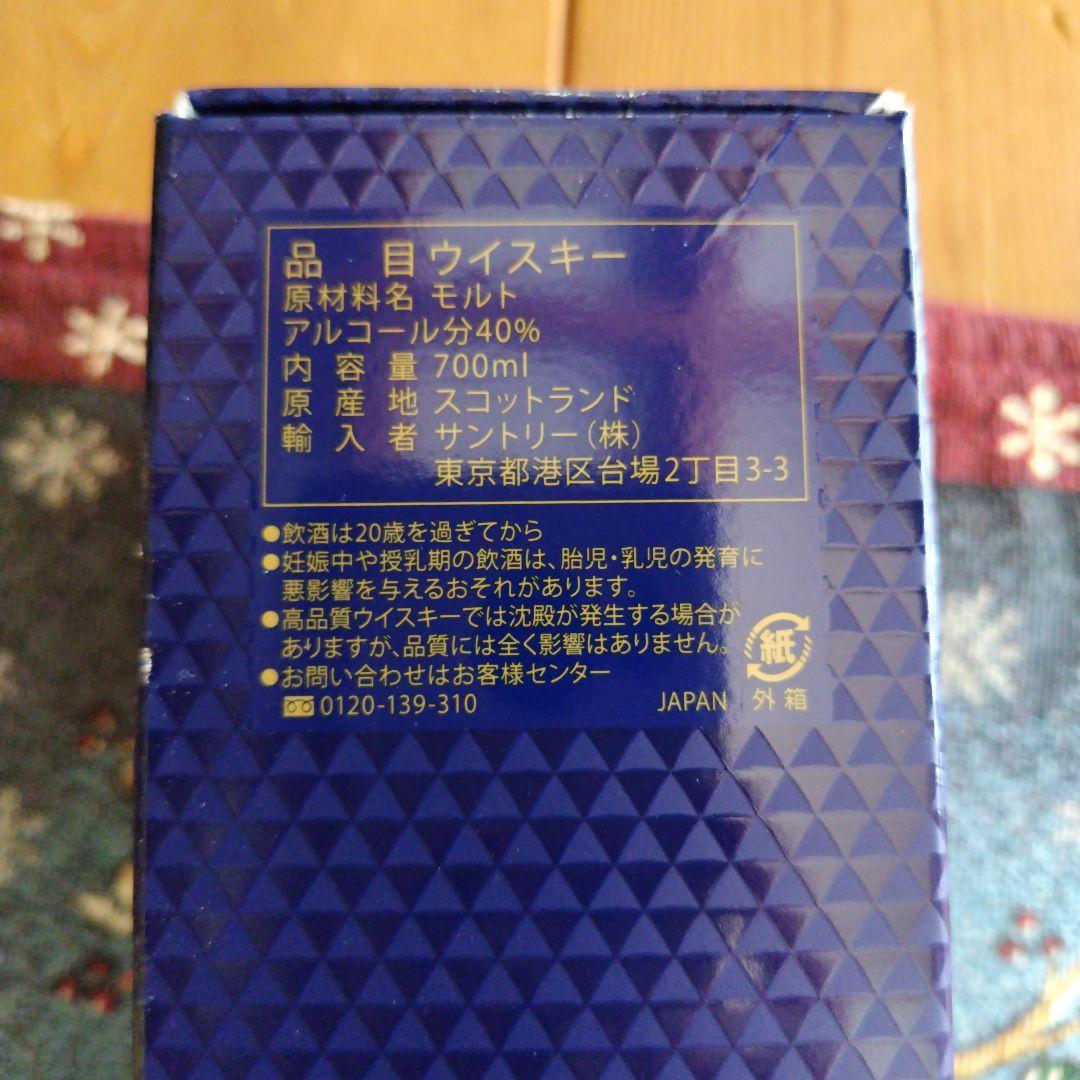 品 目 ウイスキー
原材料名 モルト
アルコール分40%
内 容 量 700ml
原 産 地 スコットランド
輸 入 者 サントリー(株)
東京都港区台場2丁目3-3
●飲酒は20歳を過ぎてから
●妊娠中や授乳期の飲酒は、胎児・乳児の発育に
悪影響を与えるおそれがあります。
●高品質ウイスキーでは沈殿が発生する場合が
ありますが、品質には全く影響はありません。
●お問い合わせはお客様センター
0120-139-310 JAPAN
紙
外箱